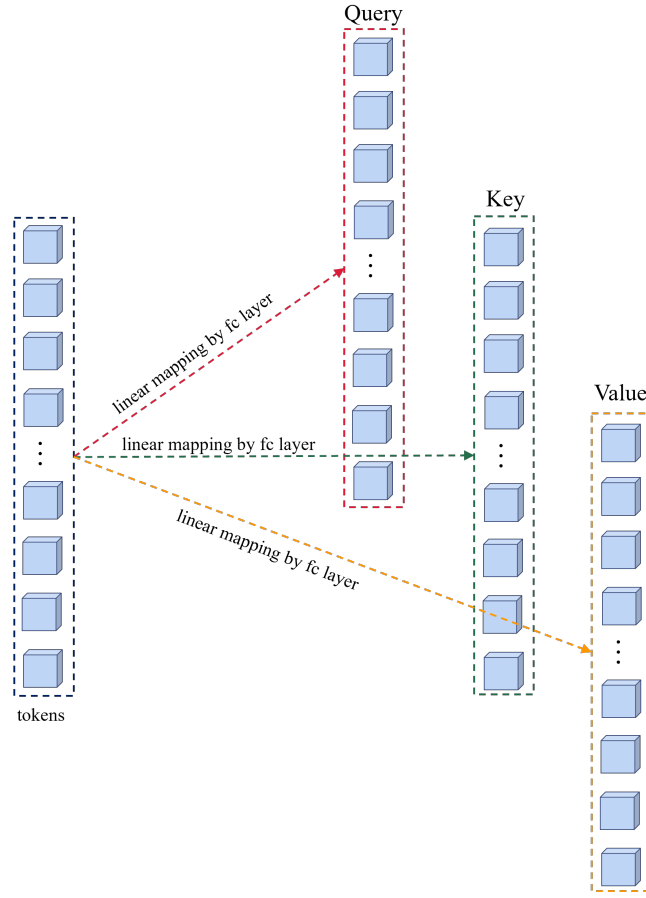 Query
Key
linear mapping by fc layer
Value
linear mapping by fc layer
linear mapping by fc layer
tokens